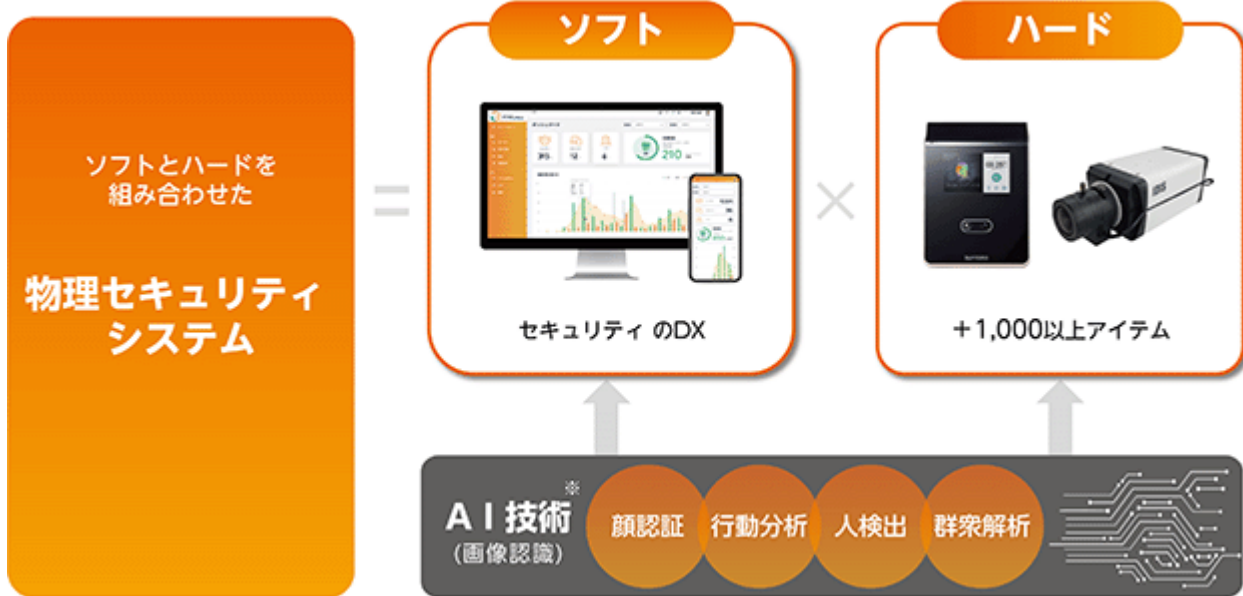 ソフトとハードを
組み合わせた
物理セキュリティ
システム
=
ソフト
セキュリティ のDX
×
ハード
+1,000以上アイテム
AI技術※
(画像認識)
顔認証
行動分析
人検出
群衆解析
210
IDIS